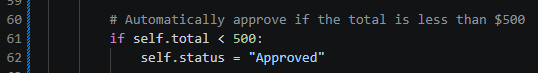 60 # Automatically approve if the total is less than $500
61 if self.total < 500:
62 self.status = "Approved"